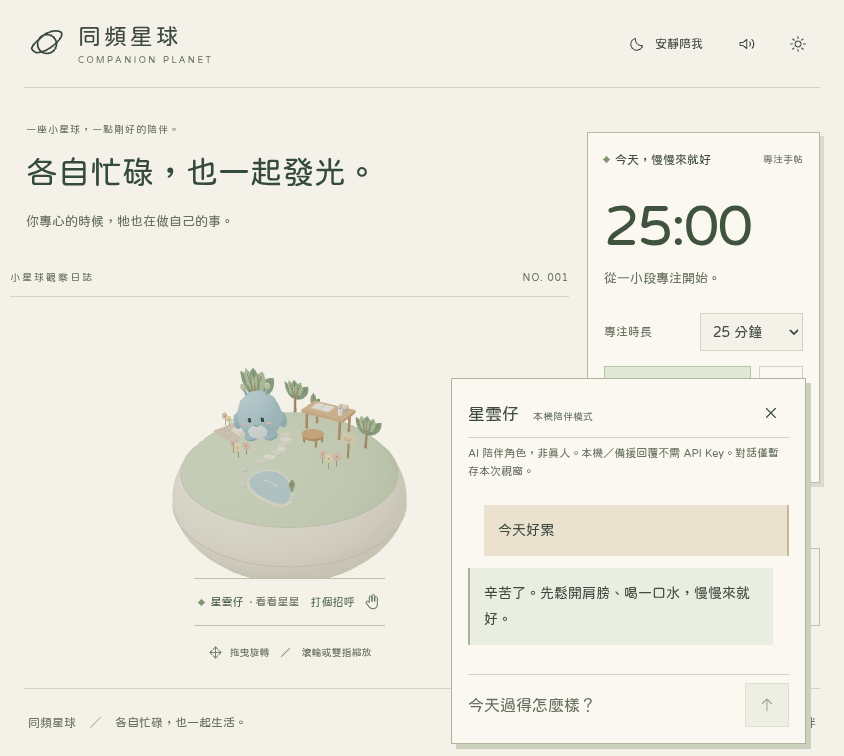 同頻星球
COMPANION PLANET
安靜陪我
一座小星球，一點剛好的陪伴。
各自忙碌，也一起發光。
你專心的時候，牠也在做自己的事。
小星球觀察日誌
NO. 001
今天，慢慢來就好
專注手帖
25:00
從一小段專注開始。
專注時長
25 分鐘
星雲仔 本機陪伴模式
AI 陪伴角色，非真人。本機／備援回覆不需 API Key。對話僅暫
存本次視窗。
今天好累
辛苦了。先鬆開肩膀、喝一口水，慢慢來就
好。
今天過得怎麼樣？
星雲仔 · 看看星星 打個招呼
拖曳旋轉 ／ 滾輪或雙指縮放
同頻星球 ／ 各自忙碌，也一起生活。